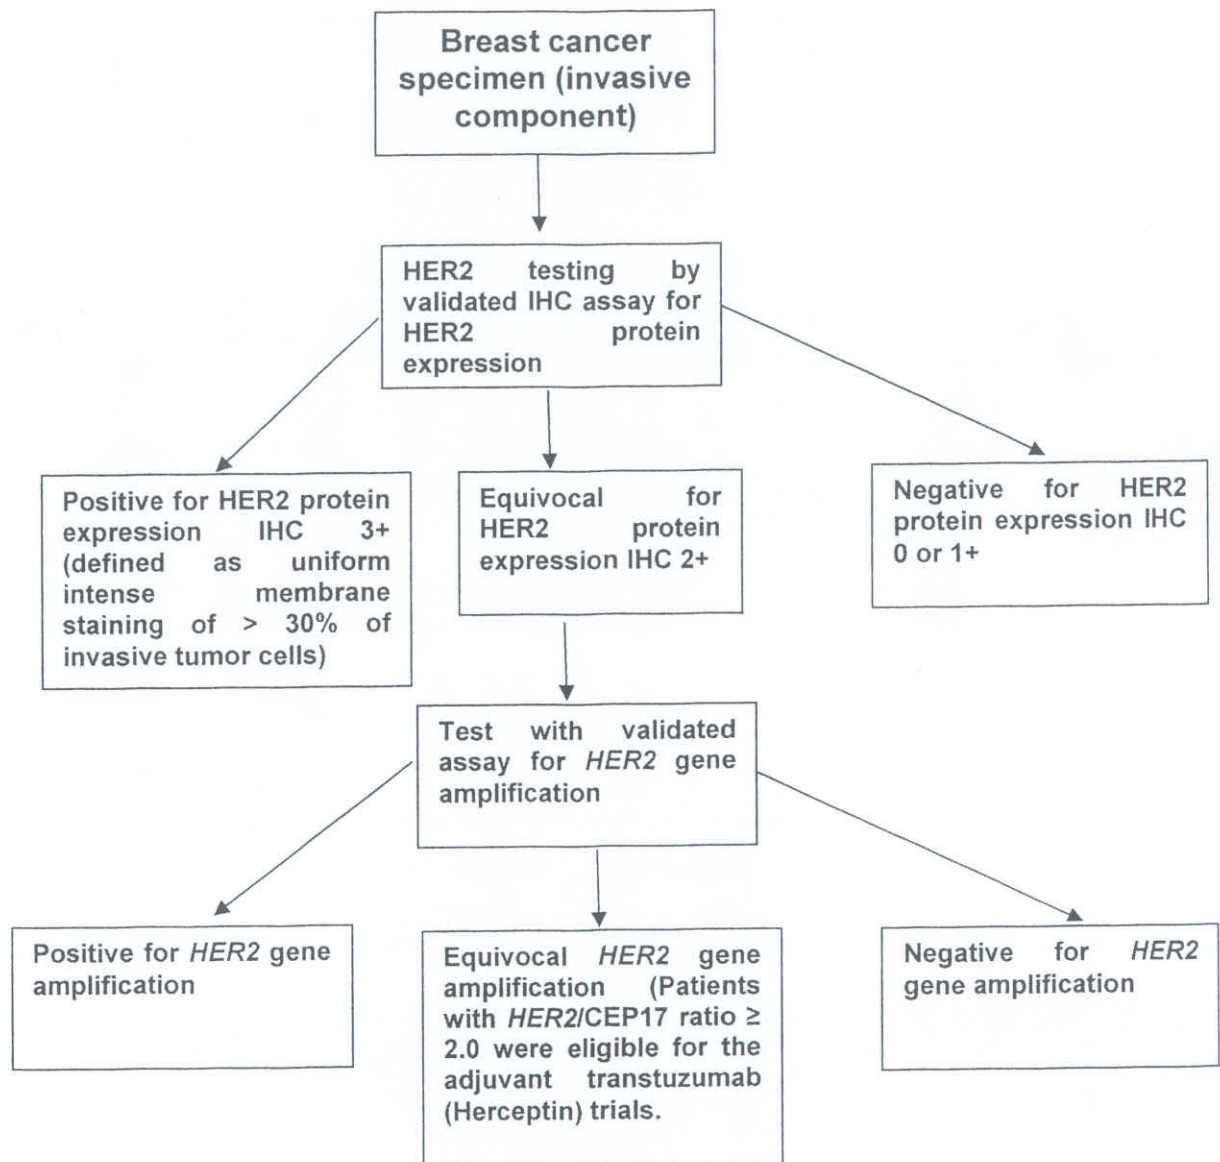 Breast cancer
specimen (invasive
component)
HER2 testing by
validated IHC assay for
HER2 protein
expression
Positive for HER2 protein
expression IHC 3+
(defined as uniform
intense membrane
staining of > 30% of
invasive tumor cells)
Equivocal for
HER2 protein
expression IHC 2+
Negative for HER2
protein expression IHC
0 or 1+
Test with validated
assay for HER2 gene
amplification
Positive for HER2 gene
amplification
Equivocal HER2 gene
amplification (Patients
with HER2/CEP17 ratio ≥
2.0 were eligible for the
adjuvant transtuzumab
(Herceptin) trials.
Negative for HER2
gene amplification